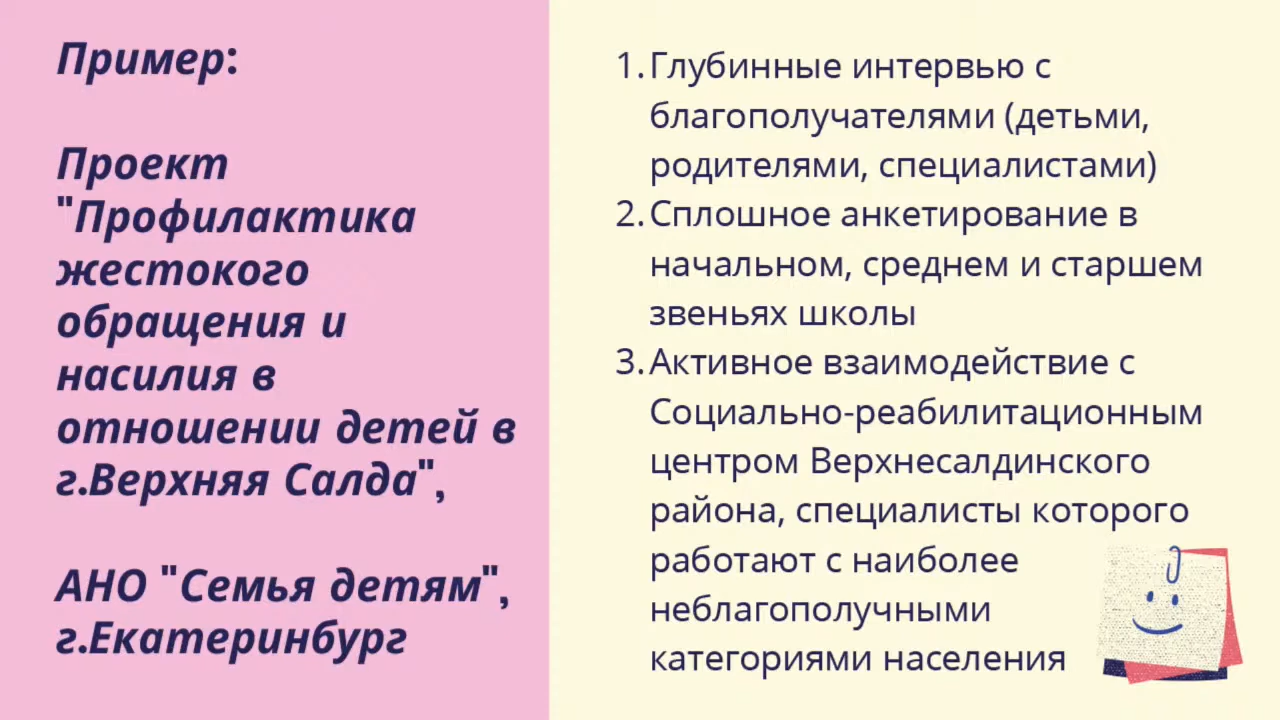 Пример:
Проект
"Профилактика
жестокого
обращения и
насилия в
отношении детей в
г.Верхняя Салда",
АНО "Семья детям",
г.Екатеринбург
1. Глубинные интервью с
благополучателями (детьми,
родителями, специалистами)
2. Сплошное анкетирование в
начальном, среднем и старшем
звеньях школы
3. Активное взаимодействие с
Социально-реабилитационным
центром Верхнесалдинского
района, специалисты которого
работают с наиболее
неблагополучными
категориями населения